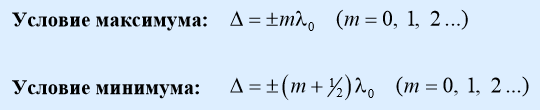 Условие максимума: Δ = ±mλ₀ (m = 0, 1, 2...)
Условие минимума: Δ = ±(m + ½)λ₀ (m = 0, 1, 2...)